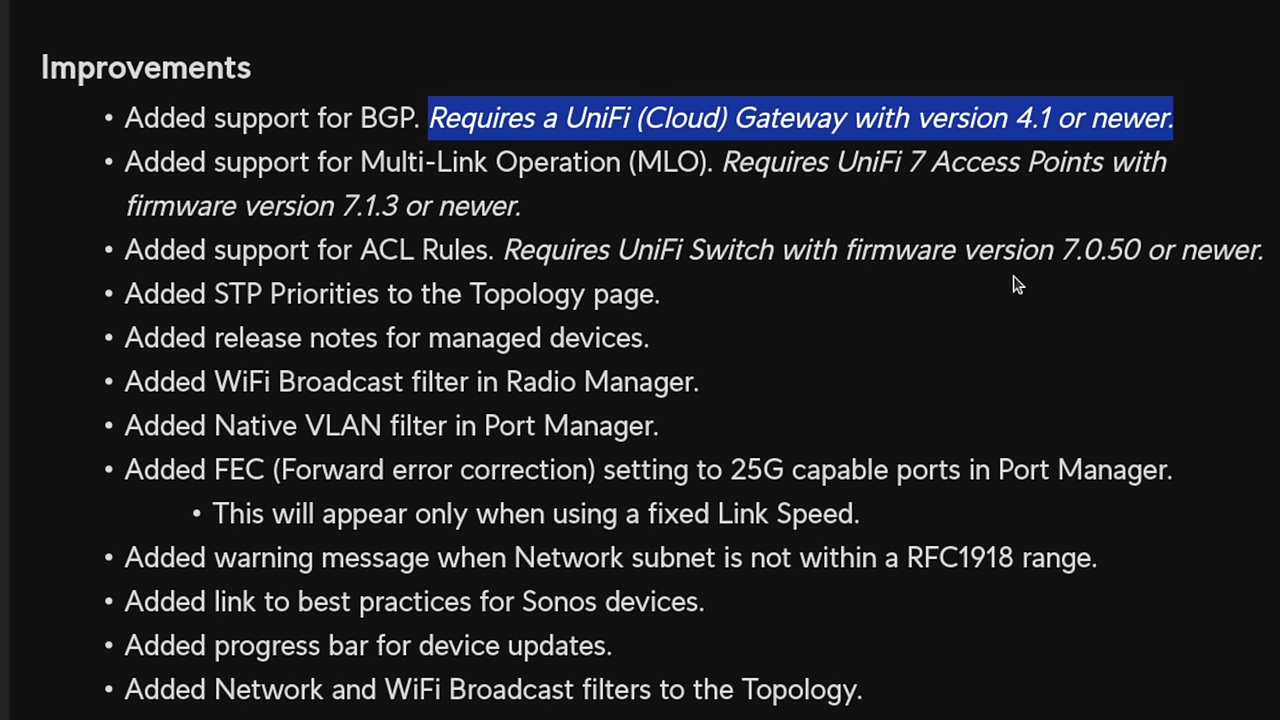 Improvements
• Added support for BGP. Requires a UniFi (Cloud) Gateway with version 4.1 or newer.
• Added support for Multi-Link Operation (MLO). Requires UniFi 7 Access Points with
firmware version 7.1.3 or newer.
• Added support for ACL Rules. Requires UniFi Switch with firmware version 7.0.50 or newer.
• Added STP Priorities to the Topology page.
• Added release notes for managed devices.
• Added WiFi Broadcast filter in Radio Manager.
• Added Native VLAN filter in Port Manager.
• Added FEC (Forward error correction) setting to 25G capable ports in Port Manager.
• This will appear only when using a fixed Link Speed.
• Added warning message when Network subnet is not within a RFC1918 range.
• Added link to best practices for Sonos devices.
• Added progress bar for device updates.
• Added Network and WiFi Broadcast filters to the Topology.